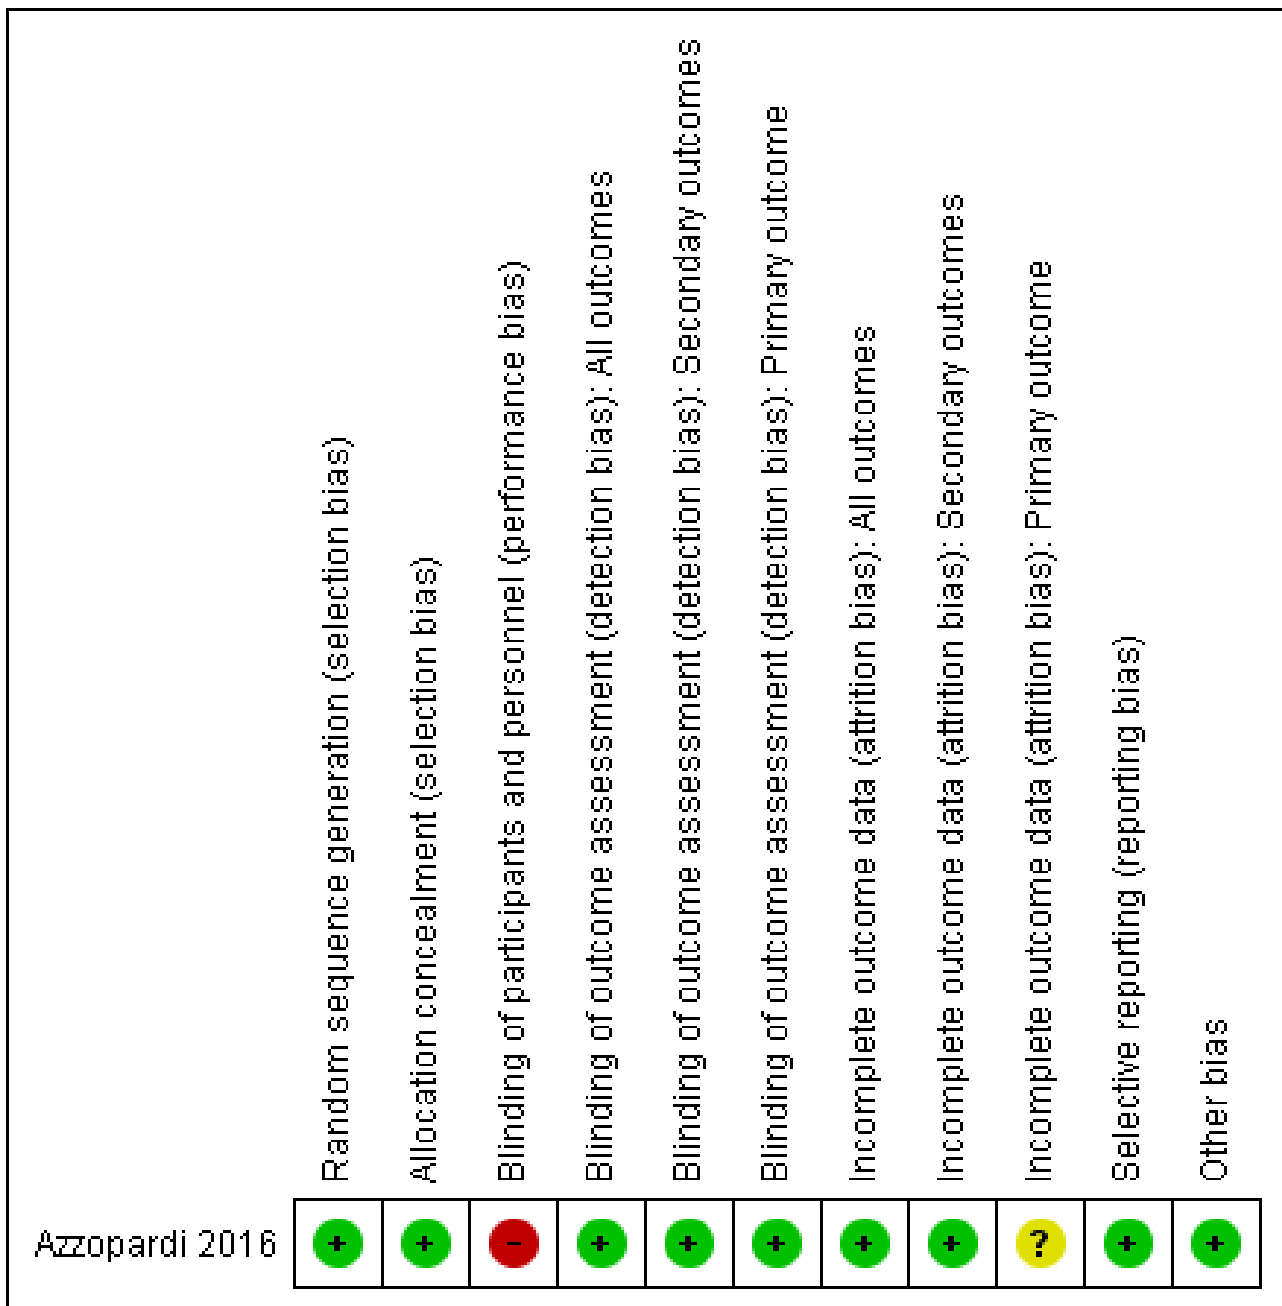 Random sequence generation (selection bias)
Allocation concealment (selection bias)
Blinding of participants and personnel (performance bias)
Blinding of outcome assessment (detection bias): All outcomes
Blinding of outcome assessment (detection bias): Secondary outcomes
Blinding of outcome assessment (detection bias): Primary outcome
Incomplete outcome data (attrition bias): All outcomes
Incomplete outcome data (attrition bias): Secondary outcomes
Incomplete outcome data (attrition bias): Primary outcome
Selective reporting (reporting bias)
Other bias
Azzopardi 2016 + + - + + + + + ? + +